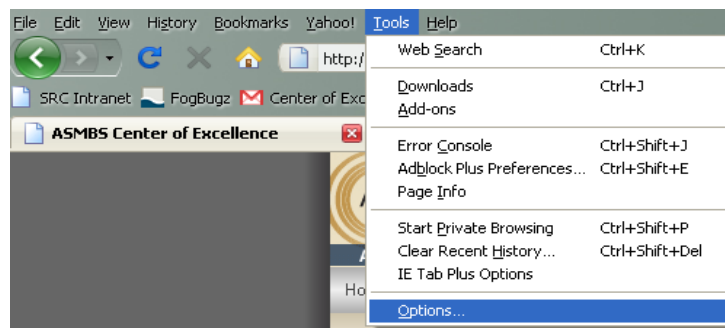 File Edit View History Bookmarks Yahoo! Tools Help
http:/
SRC Intranet FogBugz Center of Exc
ASMBS Center of Excellence
Web Search Ctrl+K
Downloads Ctrl+J
Add-ons
Error Console Ctrl+Shift+J
Adblock Plus Preferences... Ctrl+Shift+E
Page Info
Start Private Browsing Ctrl+Shift+P
Clear Recent History... Ctrl+Shift+Del
IE Tab Plus Options
Options...
Ho